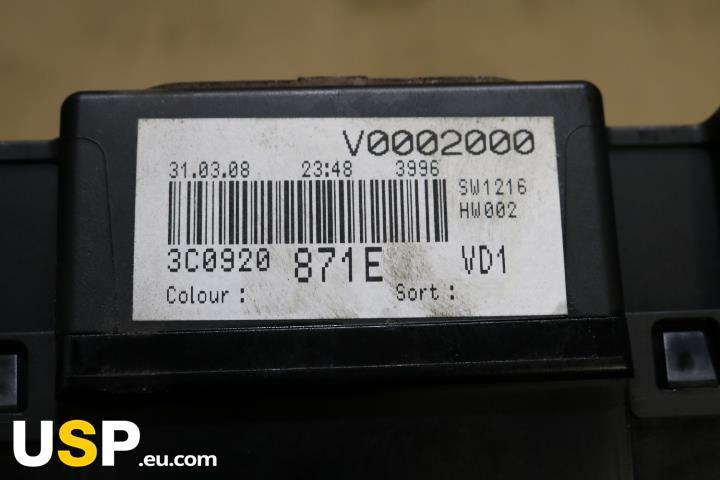 V0002000
31.03.08 23:48 3996
SW1216
HW002
3C0920 871E VD1
Colour : Sort :
USP.eu.com